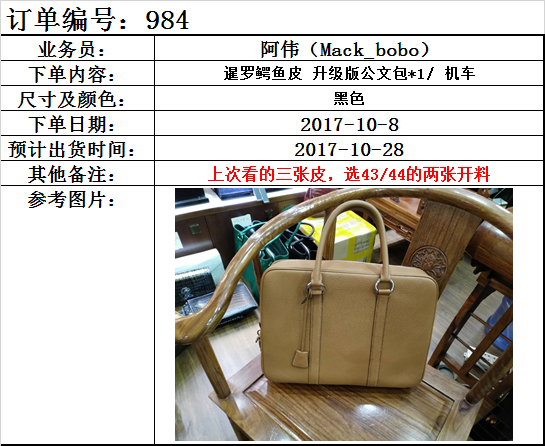 订单编号：984
业务员： 阿伟（Mack_bobo）
下单内容： 暹罗鳄鱼皮 升级版公文包*1/ 机车
尺寸及颜色： 黑色
下单日期： 2017-10-8
预计出货时间： 2017-10-28
其他备注： 上次看的三张皮，选43/44的两张开料
参考图片：